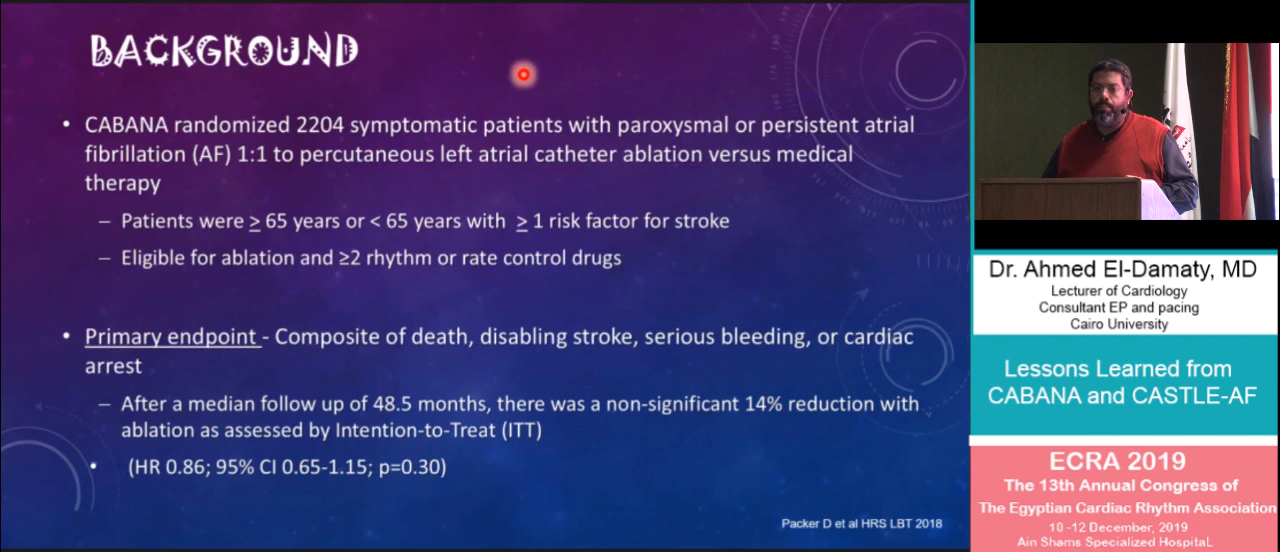 BACKGROUND
• CABANA randomized 2204 symptomatic patients with paroxysmal or persistent atrial
fibrillation (AF) 1:1 to percutaneous left atrial catheter ablation versus medical
therapy
– Patients were ≥ 65 years or < 65 years with ≥ 1 risk factor for stroke
– Eligible for ablation and ≥2 rhythm or rate control drugs
• Primary endpoint - Composite of death, disabling stroke, serious bleeding, or cardiac
arrest
– After a median follow up of 48.5 months, there was a non-significant 14% reduction with
ablation as assessed by Intention-to-Treat (ITT)
• (HR 0.86; 95% CI 0.65-1.15; p=0.30)
Packer D et al HRS LBT 2018
Dr. Ahmed El-Damaty, MD
Lecturer of Cardiology
Consultant EP and pacing
Cairo University
Lessons Learned from
CABANA and CASTLE-AF
ECRA 2019
The 13th Annual Congress of
The Egyptian Cardiac Rhythm Association
10 -12 December, 2019
Ain Shams Specialized HospitaL